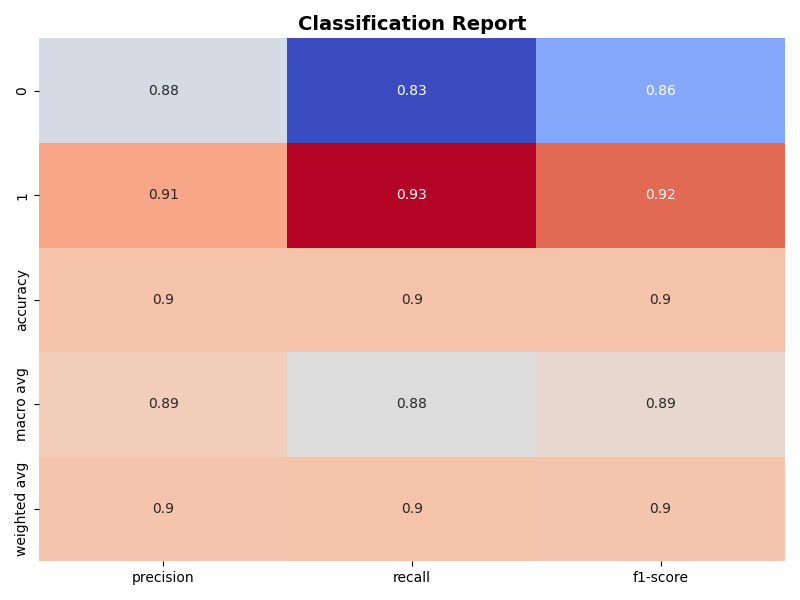 Classification Report
0 0.88 0.83 0.86
1 0.91 0.93 0.92
accuracy 0.9 0.9 0.9
macro avg 0.89 0.88 0.89
weighted avg 0.9 0.9 0.9
precision recall f1-score